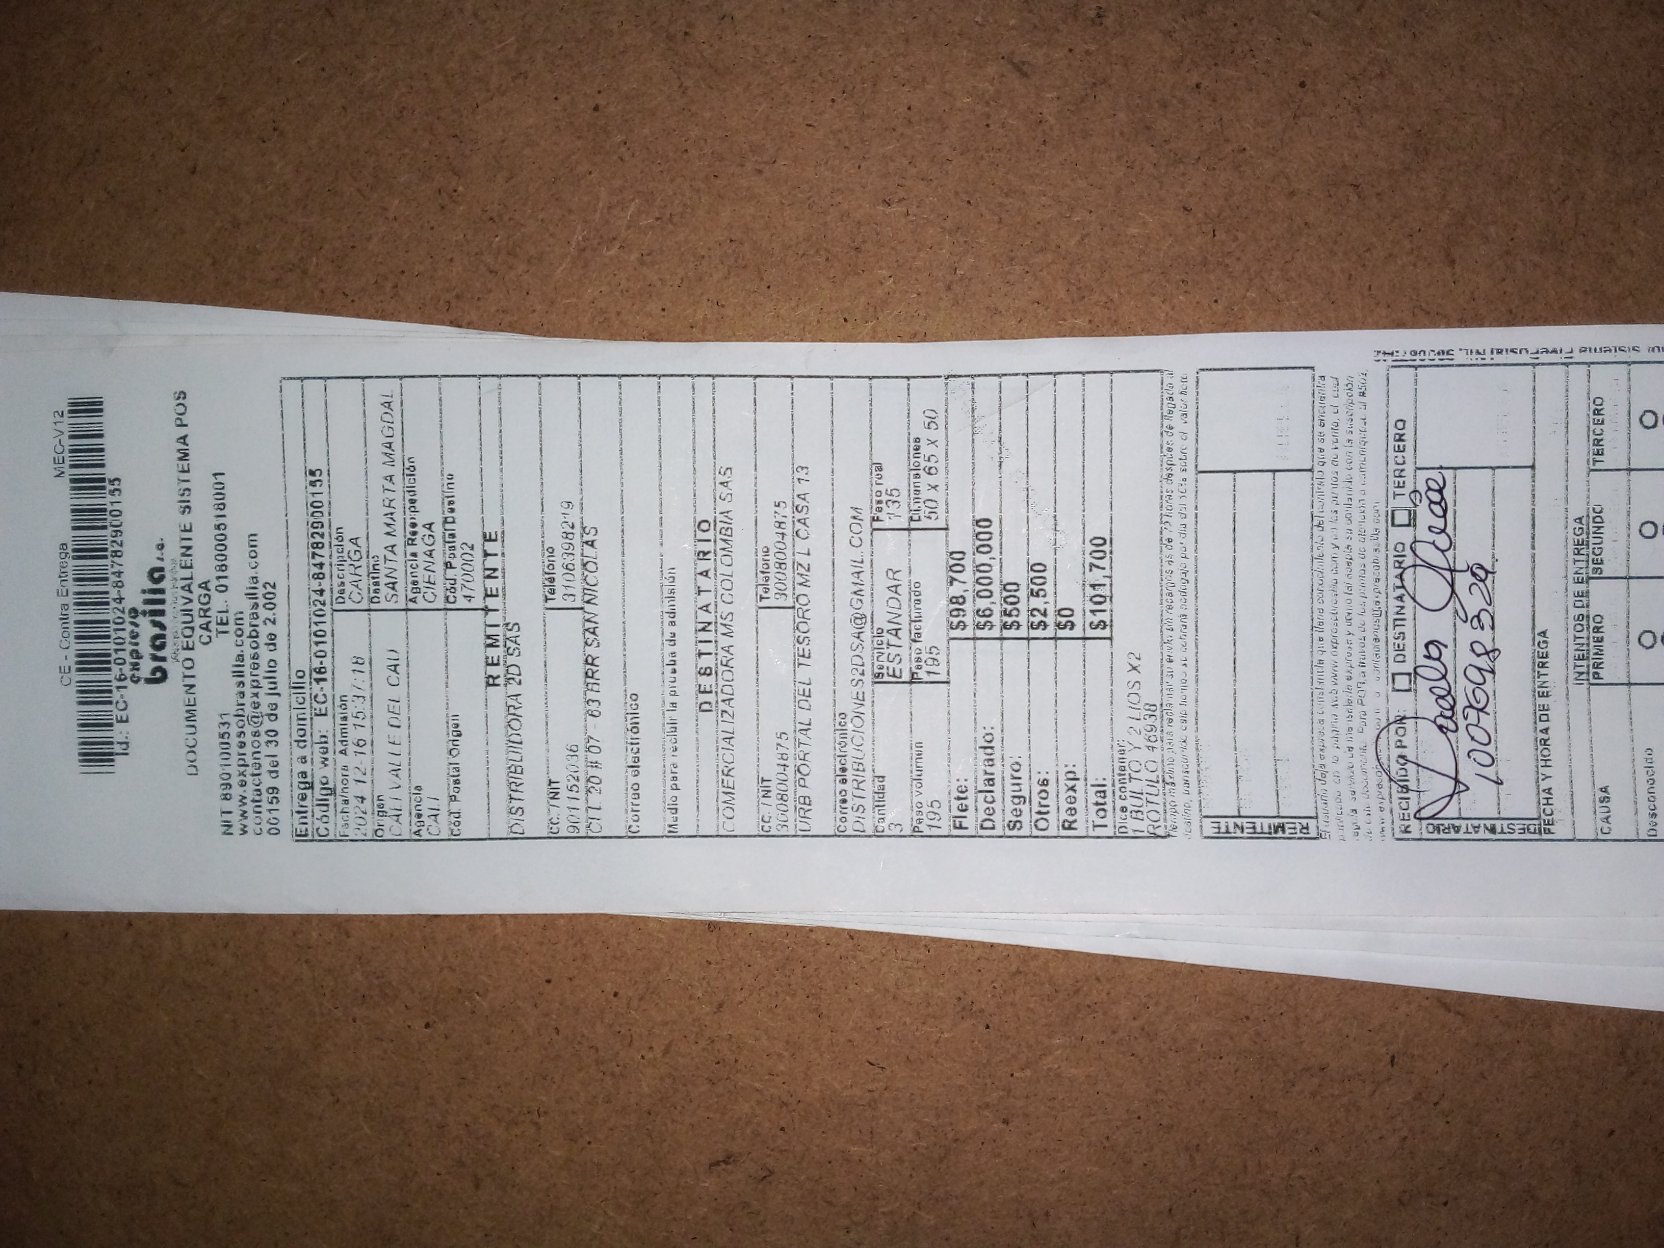 CE - Contra Entrega MEC-V12
Id.: EC-16-0101024-84782900155
expreso
brasilia s.a.
DOCUMENTO EQUIVALENTE SISTEMA POS
CARGA
NIT 890100531 TEL. 018000518001
www.expresobrasilia.com
contactenos@expresobrasilia.com
00159 del 30 de julio de 2.002
Entrega a domicilio
Código web: EC-16-0101024-84782900155
Fecha/hora Admisión Descripción
2024-12-16 15:37:18 CARGA
Origen Destino
CALI VALLE DEL CAU SANTA MARTA MAGDAL
Agencia Agencia Reexpedición
CALI CIENAGA
Cód. Postal Origen Cód. Postal Destino
470002
REMITENTE
DISTRIBUIDORA 2D SAS
CC. / NIT Teléfono
901152036 3106398219
CLL 20 # 07 - 63 BRR SAN NICOLAS
Correo electrónico
Medio para recibir la prueba de admisión
DESTINATARIO
COMERCIALIZADORA MS COLOMBIA SAS
CC. / NIT Teléfono
3008004875 3008004875
URB PORTAL DEL TESORO MZ L CASA 13
Correo electrónico
DISTRIBUCIONES2DSA@GMAIL.COM
Cantidad Servicio Peso real
3 ESTANDAR 135
Peso volumen Peso facturado Dimensiones
195 195 50 x 65 x 50
Flete: $98,700
Declarado: $6,000,000
Seguro: $500
Otros: $2,500
Reexp: $0
Total: $101,700
Dice contener:
1 BULTO Y 2 LIOS X2
ROTULO 46938
REMITENTE
RECIBIDO POR: DESTINATARIO TERCERO
DESTINATARIO
1007698320
FECHA Y HORA DE ENTREGA
INTENTOS DE ENTREGA
CAUSA PRIMERO SEGUNDO TERCERO
Desconocido